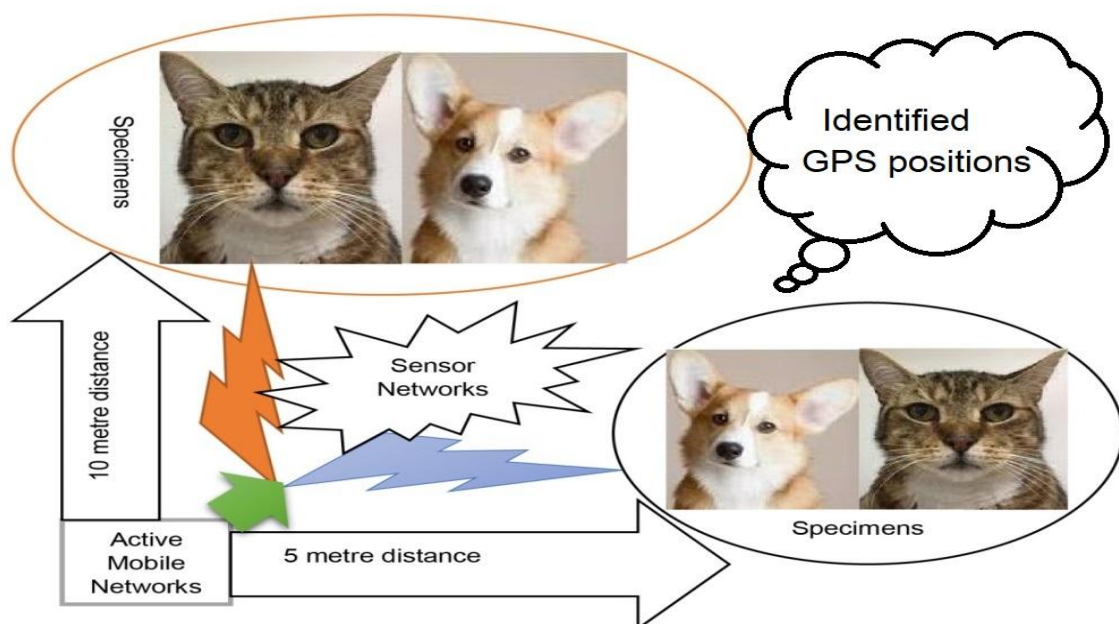 Specimens
Identified
GPS positions
10 metre distance
Sensor
Networks
Specimens
Active
Mobile
Networks
5 metre distance